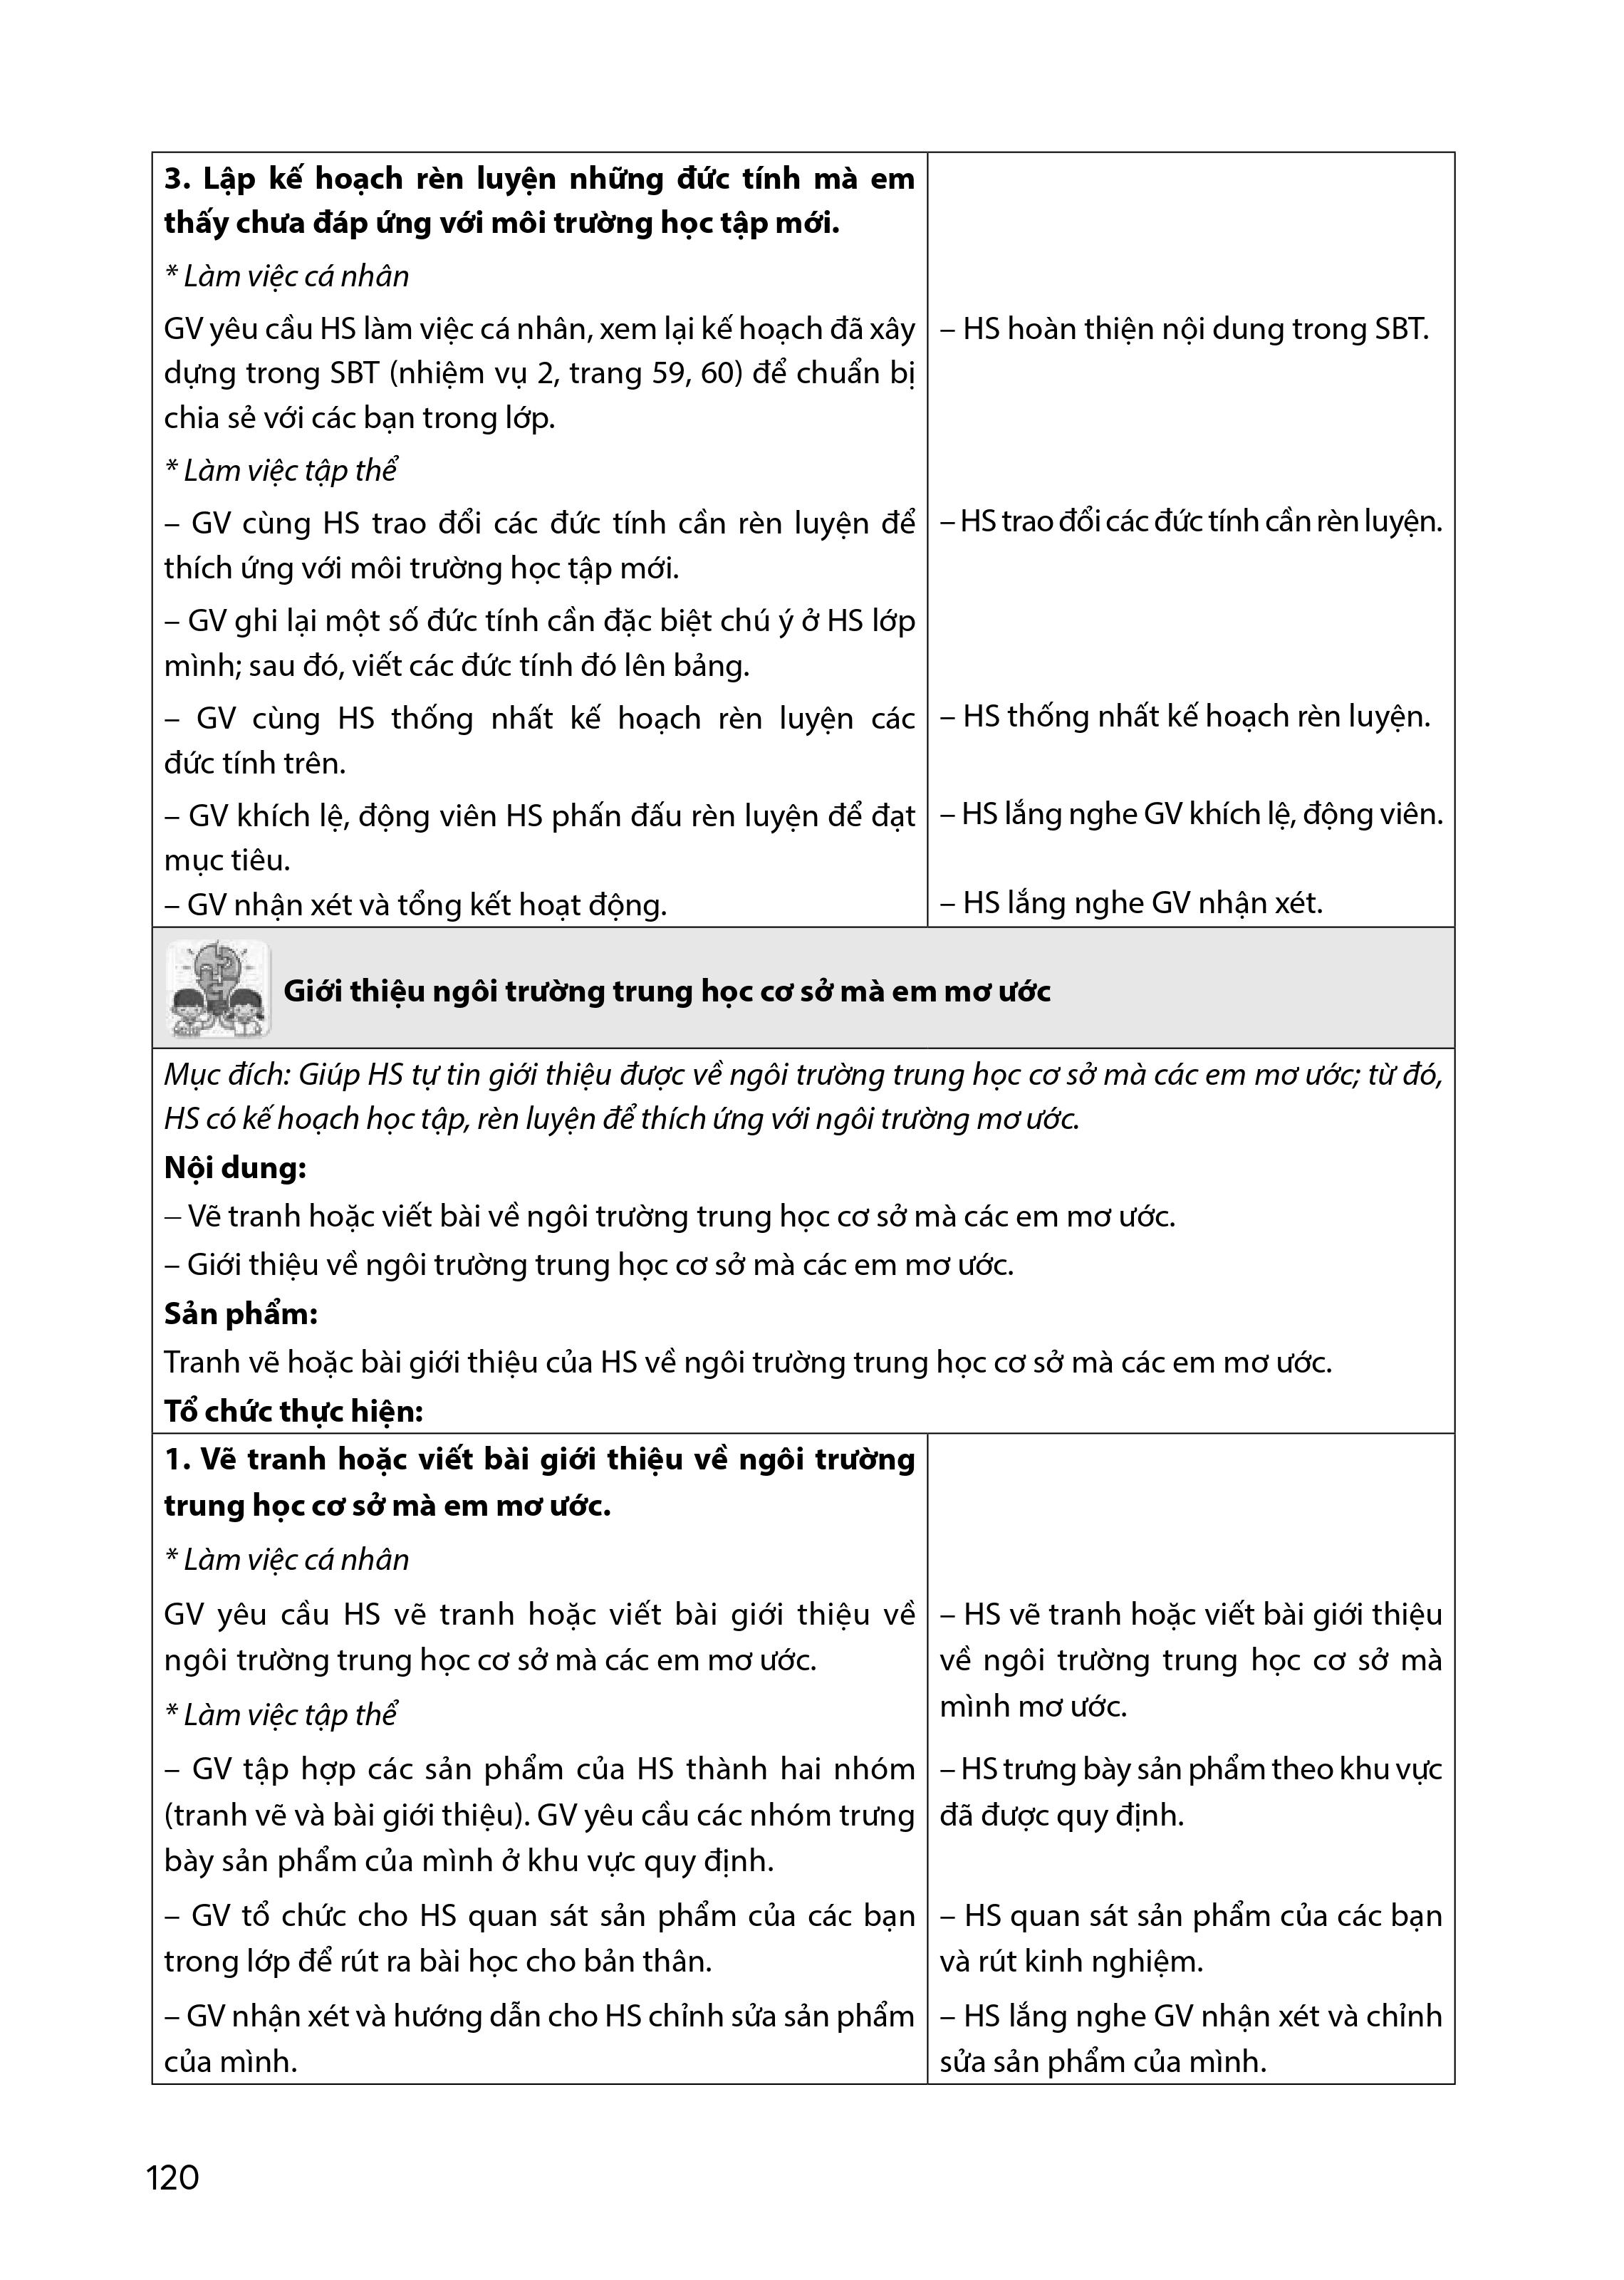 3. Lập kế hoạch rèn luyện những đức tính mà em
thấy chưa đáp ứng với môi trường học tập mới.
* Làm việc cá nhân
GV yêu cầu HS làm việc cá nhân, xem lại kế hoạch đã xây
dựng trong SBT (nhiệm vụ 2, trang 59, 60) để chuẩn bị
chia sẻ với các bạn trong lớp.
– HS hoàn thiện nội dung trong SBT.
* Làm việc tập thể
– GV cùng HS trao đổi các đức tính cần rèn luyện để
thích ứng với môi trường học tập mới.
– HS trao đổi các đức tính cần rèn luyện.
– GV ghi lại một số đức tính cần đặc biệt chú ý ở HS lớp
mình; sau đó, viết các đức tính đó lên bảng.
– GV cùng HS thống nhất kế hoạch rèn luyện các
đức tính trên.
– HS thống nhất kế hoạch rèn luyện.
– GV khích lệ, động viên HS phấn đấu rèn luyện để đạt
mục tiêu.
– HS lắng nghe GV khích lệ, động viên.
– GV nhận xét và tổng kết hoạt động.
– HS lắng nghe GV nhận xét.
Giới thiệu ngôi trường trung học cơ sở mà em mơ ước
Mục đích: Giúp HS tự tin giới thiệu được về ngôi trường trung học cơ sở mà các em mơ ước; từ đó,
HS có kế hoạch học tập, rèn luyện để thích ứng với ngôi trường mơ ước.
Nội dung:
– Vẽ tranh hoặc viết bài về ngôi trường trung học cơ sở mà các em mơ ước.
– Giới thiệu về ngôi trường trung học cơ sở mà các em mơ ước.
Sản phẩm:
Tranh vẽ hoặc bài giới thiệu của HS về ngôi trường trung học cơ sở mà các em mơ ước.
Tổ chức thực hiện:
1. Vẽ tranh hoặc viết bài giới thiệu về ngôi trường
trung học cơ sở mà em mơ ước.
* Làm việc cá nhân
GV yêu cầu HS vẽ tranh hoặc viết bài giới thiệu về
ngôi trường trung học cơ sở mà các em mơ ước.
– HS vẽ tranh hoặc viết bài giới thiệu
về ngôi trường trung học cơ sở mà
mình mơ ước.
* Làm việc tập thể
– GV tập hợp các sản phẩm của HS thành hai nhóm
(tranh vẽ và bài giới thiệu). GV yêu cầu các nhóm trưng
bày sản phẩm của mình ở khu vực quy định.
– HS trưng bày sản phẩm theo khu vực
đã được quy định.
– GV tổ chức cho HS quan sát sản phẩm của các bạn
trong lớp để rút ra bài học cho bản thân.
– HS quan sát sản phẩm của các bạn
và rút kinh nghiệm.
– GV nhận xét và hướng dẫn cho HS chỉnh sửa sản phẩm
của mình.
– HS lắng nghe GV nhận xét và chỉnh
sửa sản phẩm của mình.
120